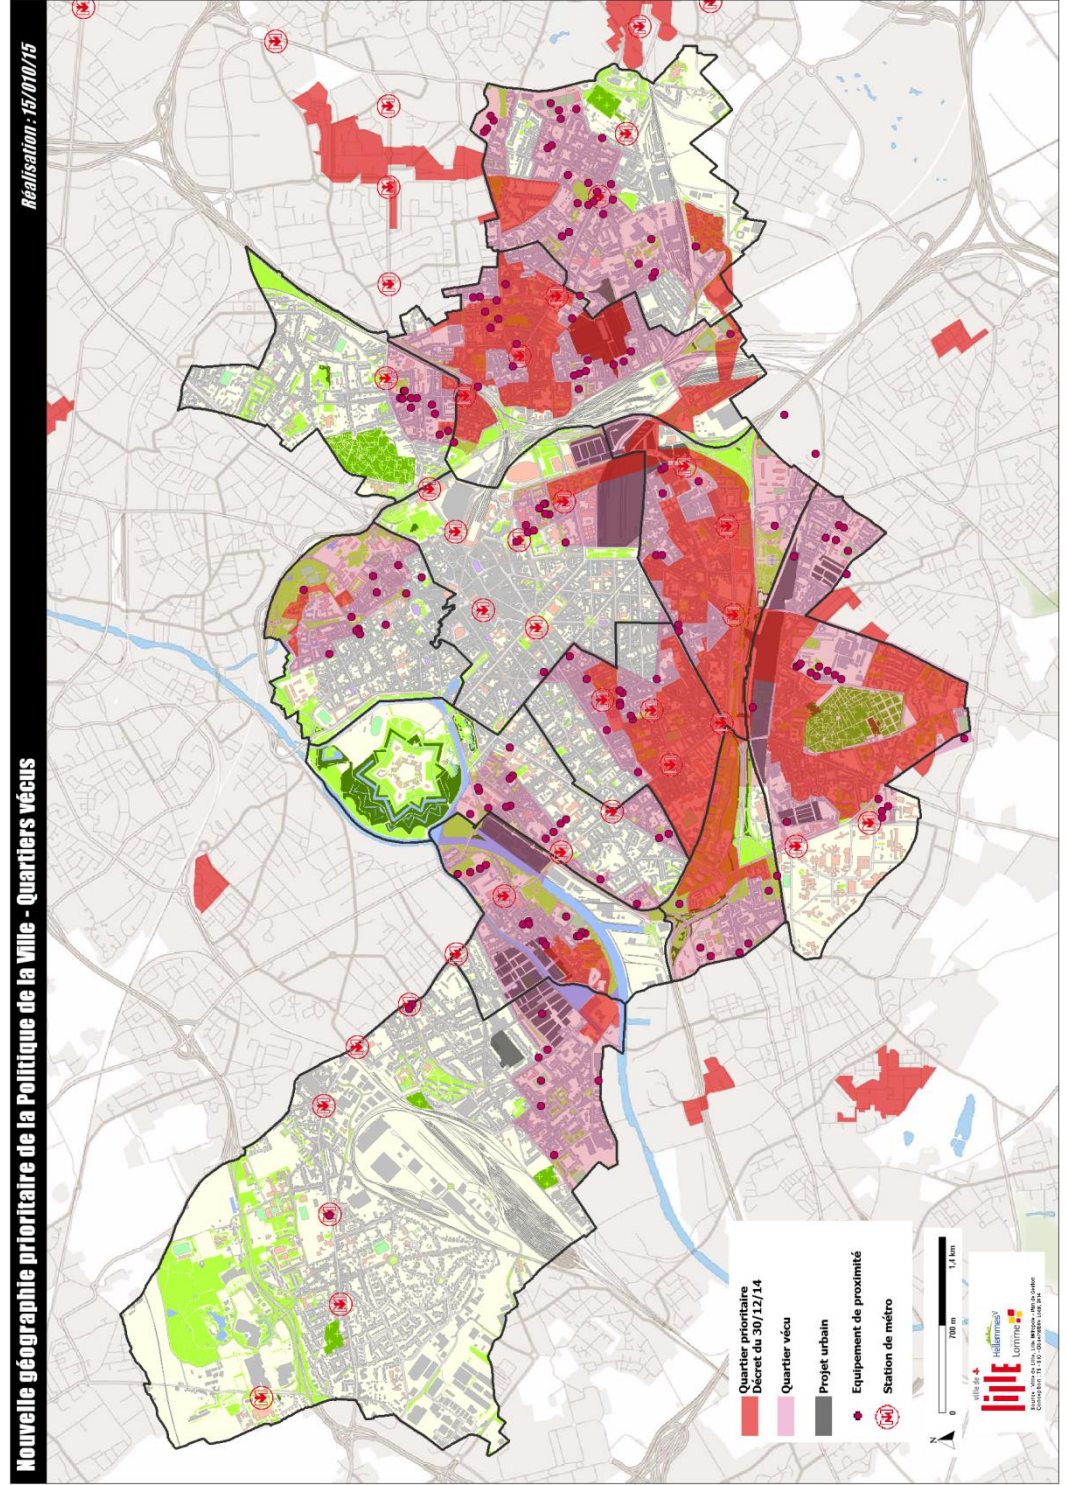 Nouvelle géographie prioritaire de la Politique de la Ville - Quartiers vécus
Réalisation : 15/010/15
Quartier prioritaire
Décret du 30/12/14
Quartier vécu
Projet urbain
Equipement de proximité
Station de métro
N
0
700 m
1,4 km
ville de
lille
Hellemmes
Lomme